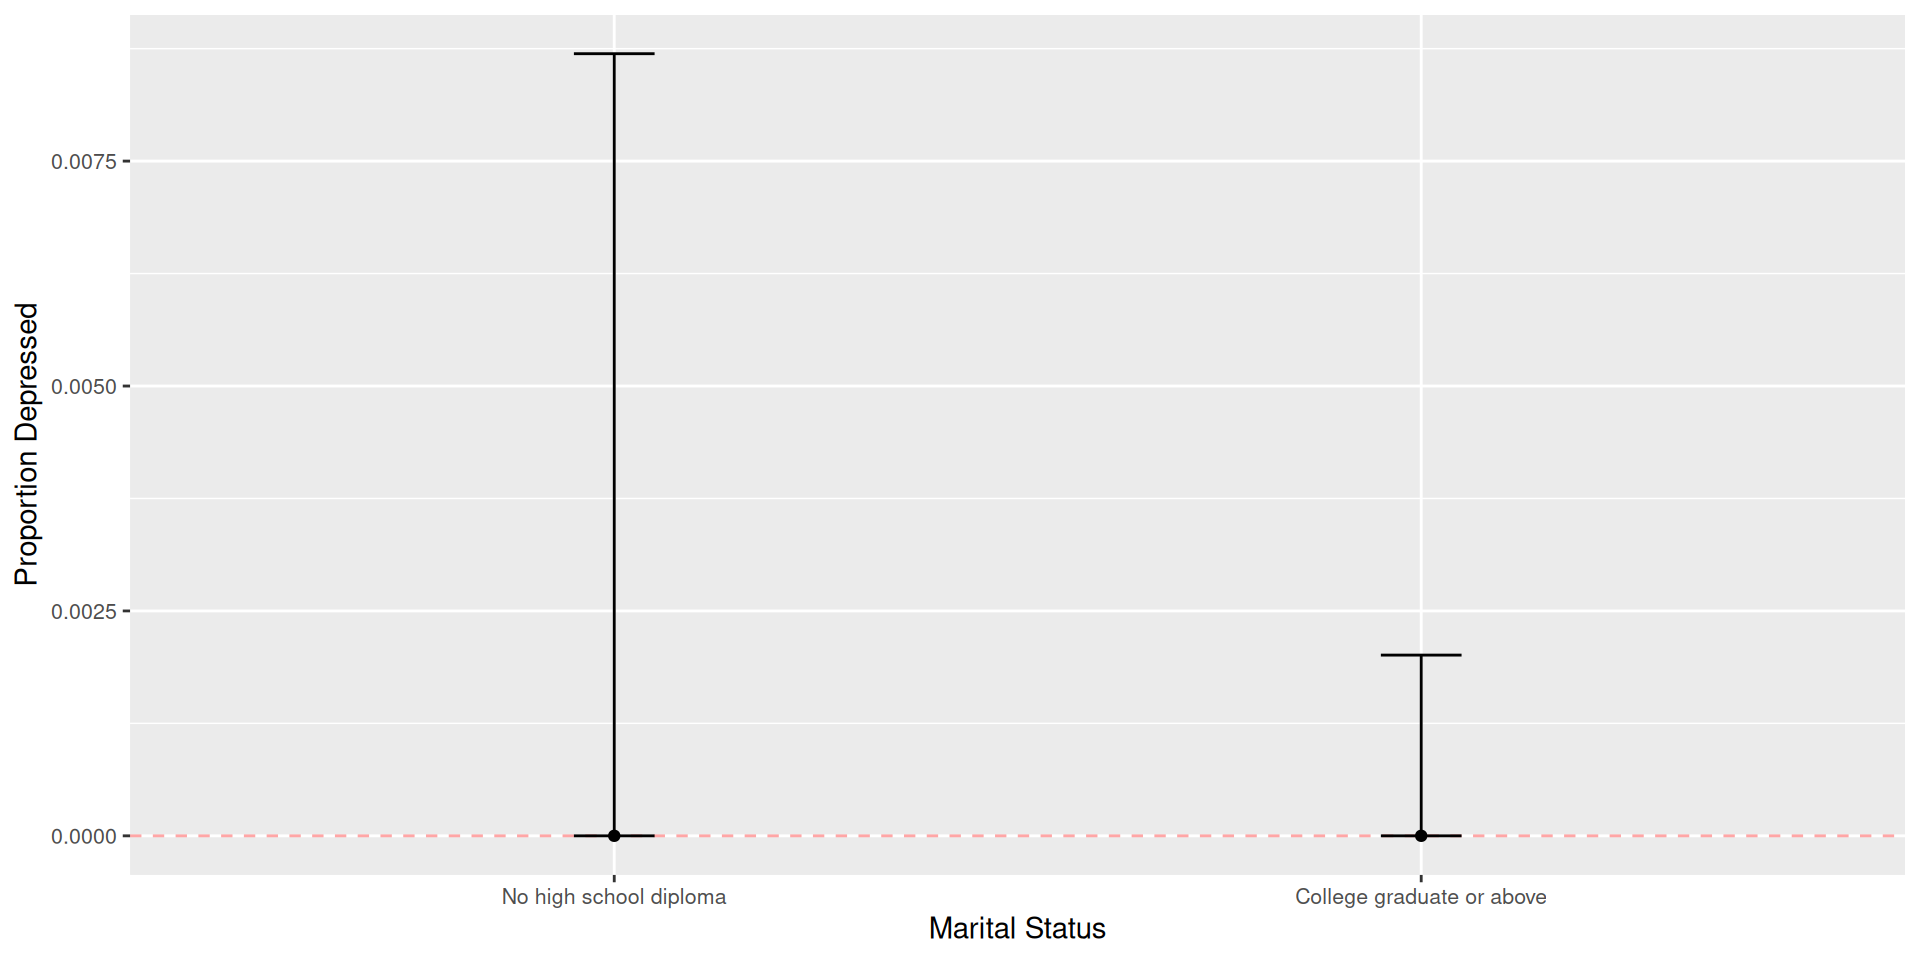 Proportion Depressed
0.0075
0.0050
0.0025
0.0000
No high school diploma
College graduate or above
Marital Status